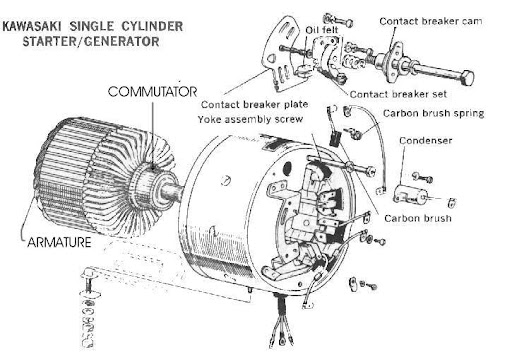 KAWASAKI SINGLE CYLINDER
STARTER/GENERATOR
Oil felt
Contact breaker cam
COMMUTATOR
Contact breaker set
Contact breaker plate
Yoke assembly screw
Carbon brush spring
Condenser
Carbon brush
ARMATURE